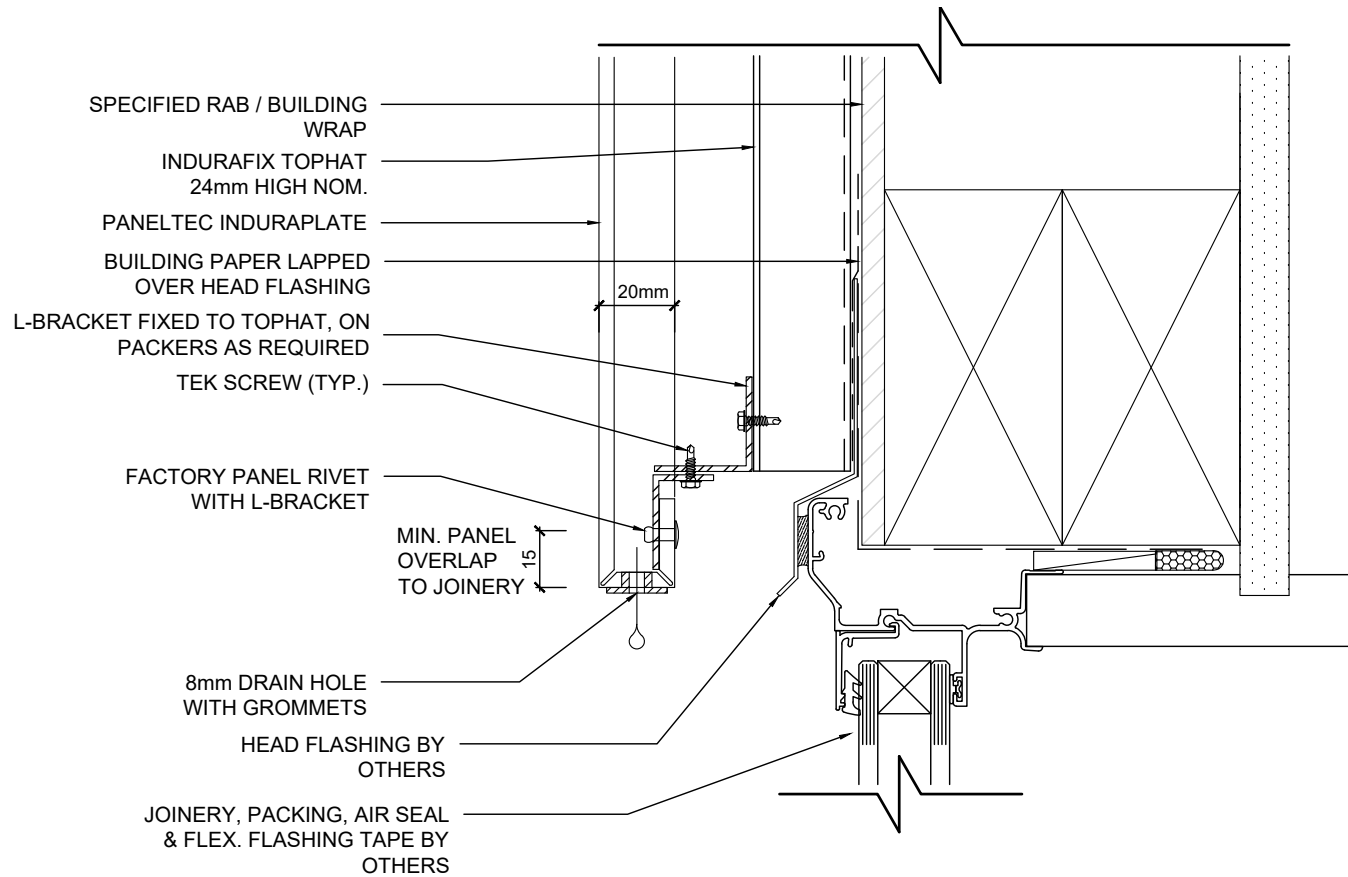 SPECIFIED RAB / BUILDING
WRAP
INDURAFIX TOPHAT
24mm HIGH NOM.
PANELTEC INDURAPLATE
BUILDING PAPER LAPPED
OVER HEAD FLASHING
20mm
L-BRACKET FIXED TO TOPHAT, ON
PACKERS AS REQUIRED
TEK SCREW (TYP.)
FACTORY PANEL RIVET
WITH L-BRACKET
MIN. PANEL
OVERLAP
TO JOINERY
15
8mm DRAIN HOLE
WITH GROMMETS
HEAD FLASHING BY
OTHERS
JOINERY, PACKING, AIR SEAL
& FLEX. FLASHING TAPE BY
OTHERS